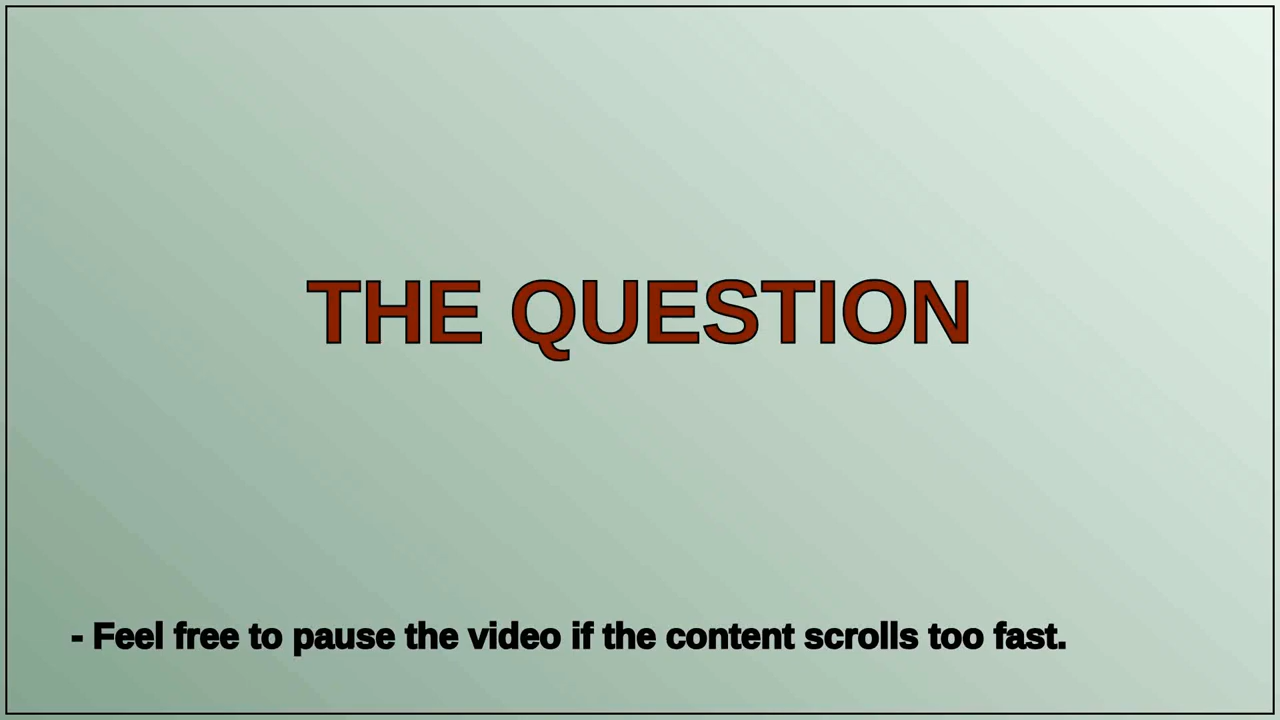 THE QUESTION
- Feel free to pause the video if the content scrolls too fast.